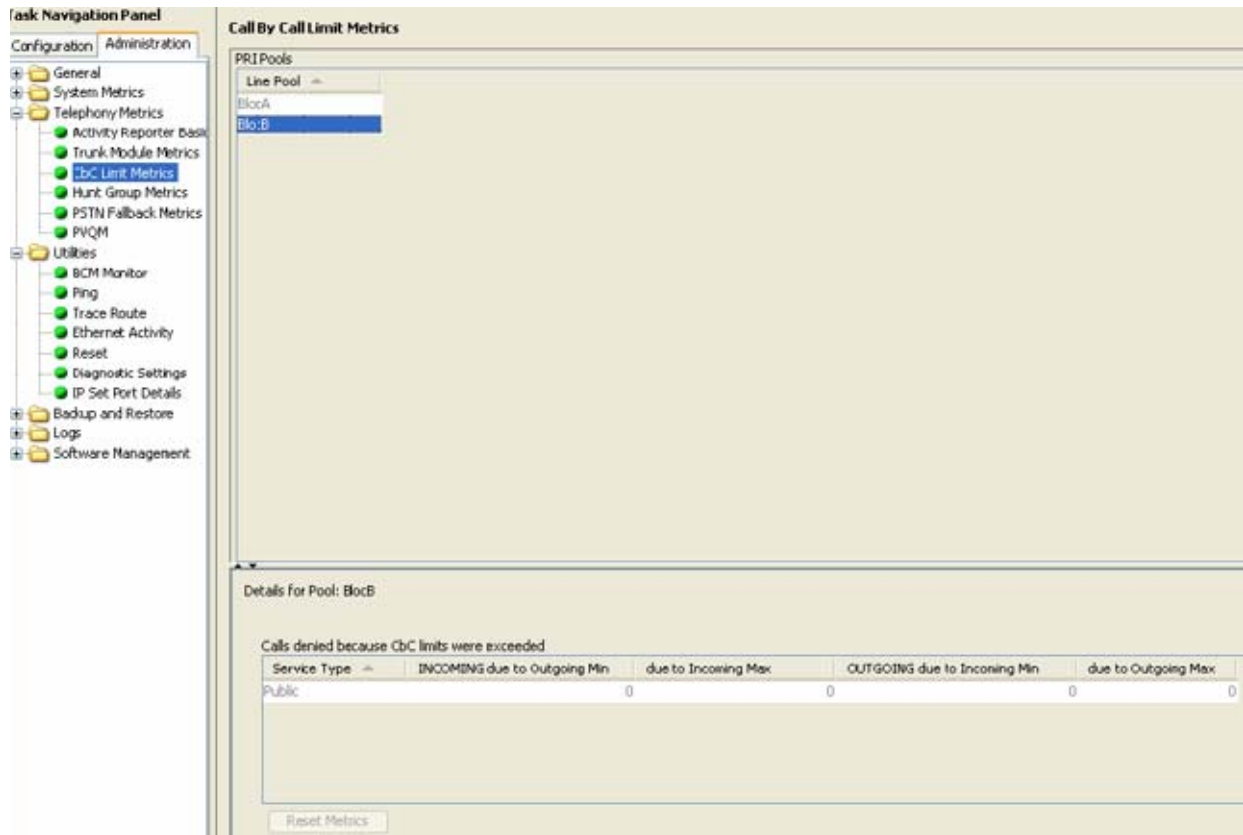 Task Navigation Panel
Configuration
Administration
General
System Metrics
Telephony Metrics
Activity Reporter Basic
Trunk Module Metrics
CbC Limit Metrics
Hunt Group Metrics
PSTN Fallback Metrics
PVQM
Utilities
BCM Monitor
Ping
Trace Route
Ethernet Activity
Reset
Diagnostic Settings
IP Set Port Details
Backup and Restore
Logs
Software Management
Call By Call Limit Metrics
PRI Pools
Line Pool
BlocA
BlocB
Details for Pool: BlocB
Calls denied because CbC limits were exceeded
Service Type INCOMING due to Outgoing Min due to Incoming Max OUTGOING due to Incoming Min due to Outgoing Max
Public 0 0 0 0
Reset Metrics